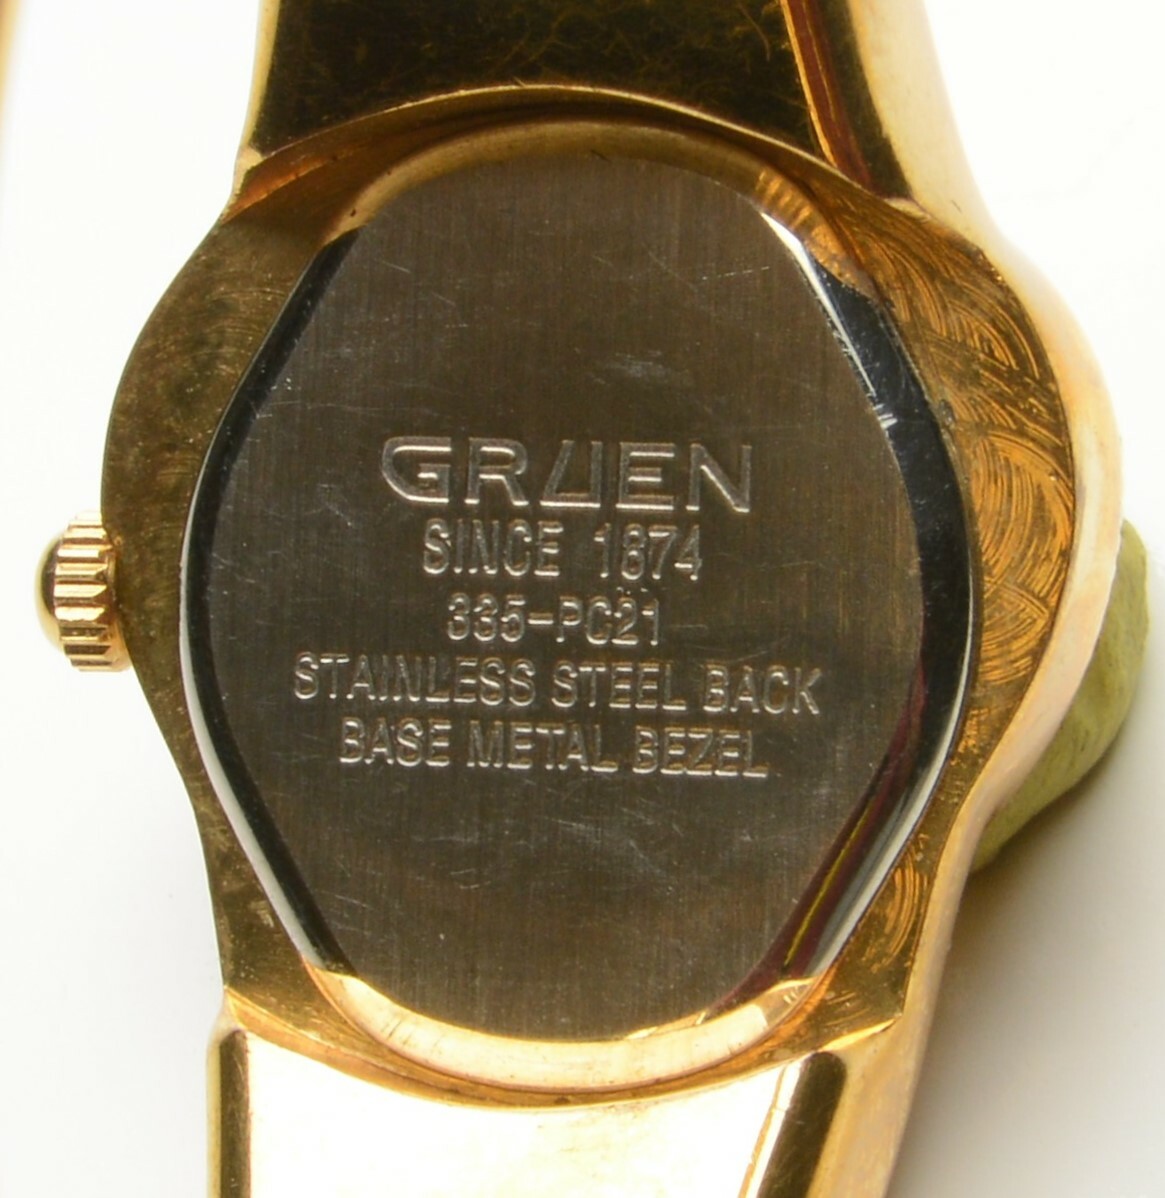 GRUEN
SINCE 1874
335-PC21
STAINLESS STEEL BACK
BASE METAL BEZEL